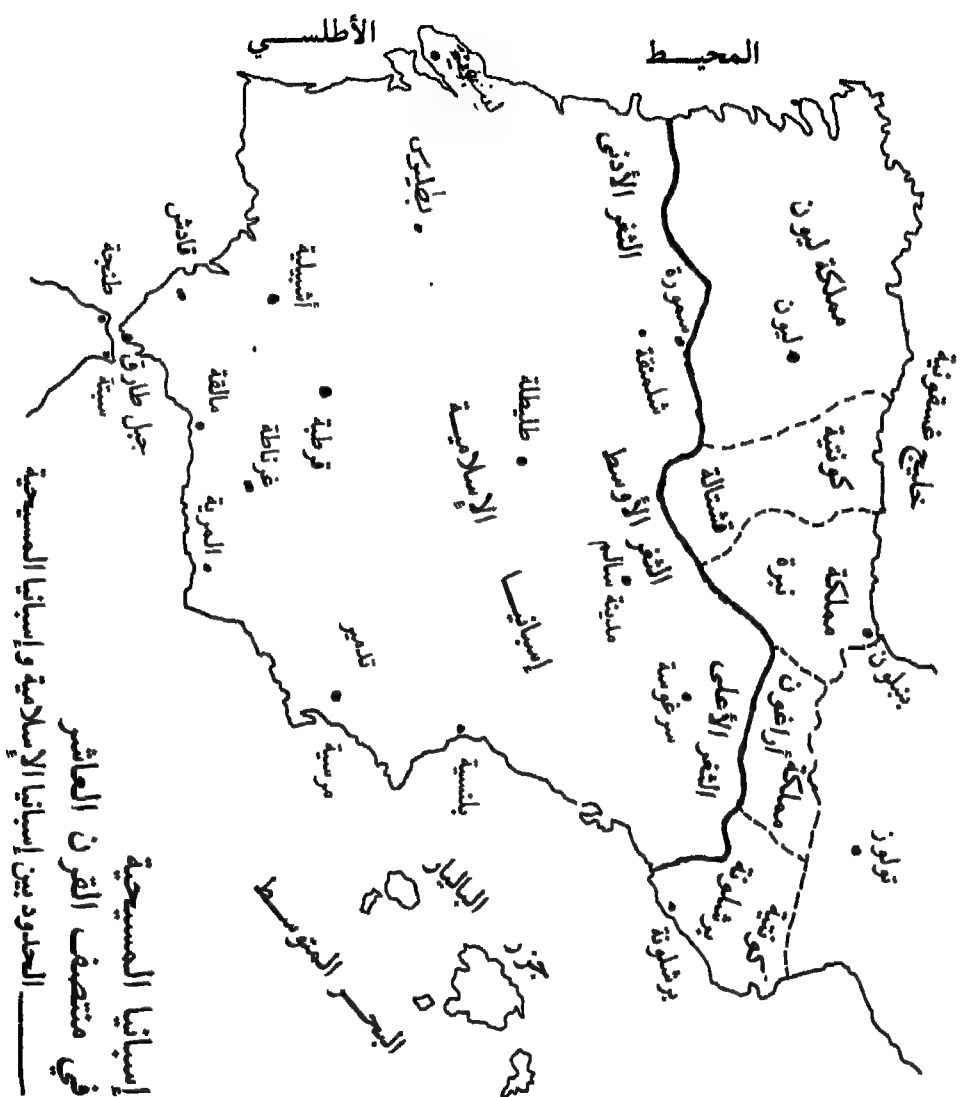 إسبانيا المسيحية
في منتصف القرن العاشر
الحدود بين إسبانيا الإسلامية وإسبانيا المسيحية
المحيط
الأطلسي
خليج غسقونية
مملكة ليون
ليون
كونتية
قشتالة
مملكة
نبرة
بنبلونة
مملكة أراغون
كونتية
برشلونة
برشلونة
تولوز
الثغر الأدنى
سمورة
شلمنقة
الثغر الأوسط
مدينة سالم
الثغر الأعلى
سرغوسة
إسبانيا
الإسلامية
طليطلة
بطليوس
قرطبة
أشبيلية
غرناطة
مالقة
المرية
قادش
جبل طارق
طنجة
سبتة
تدمير
مرسية
بلنسية
جزر
الباليار
البحر المتوسط